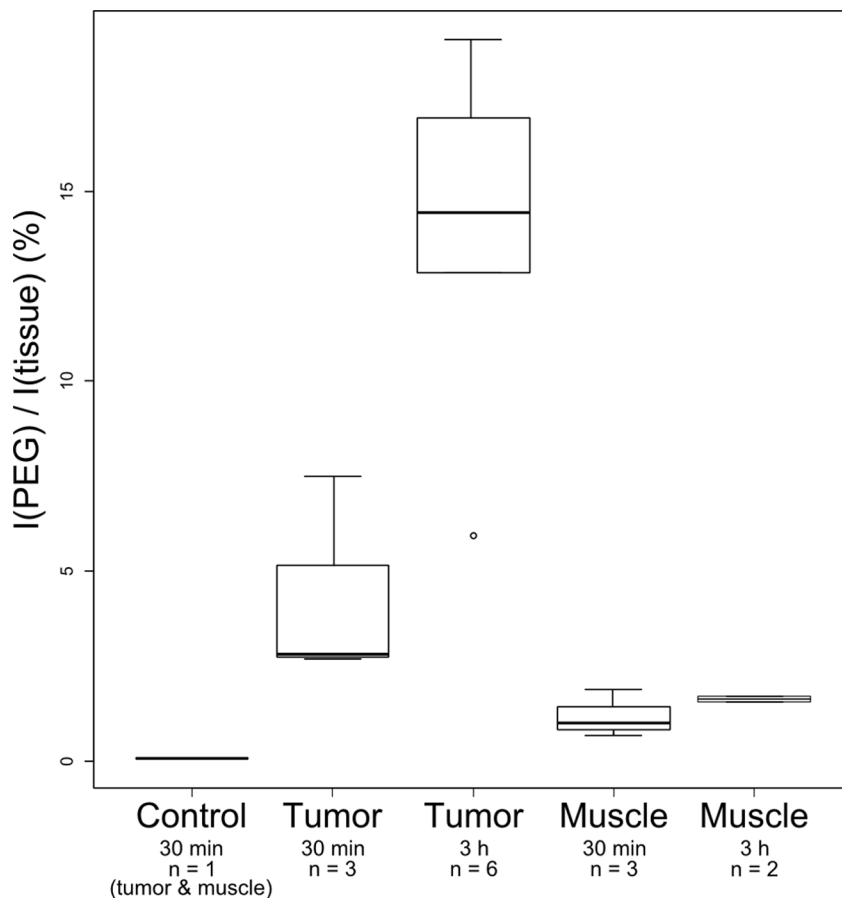 I(PEG) / I(tissue) (%)
15
10
5
0
Control Tumor Tumor Muscle Muscle
30 min 30 min 3 h 30 min 3 h
n = 1 n = 3 n = 6 n = 3 n = 2
(tumor & muscle)